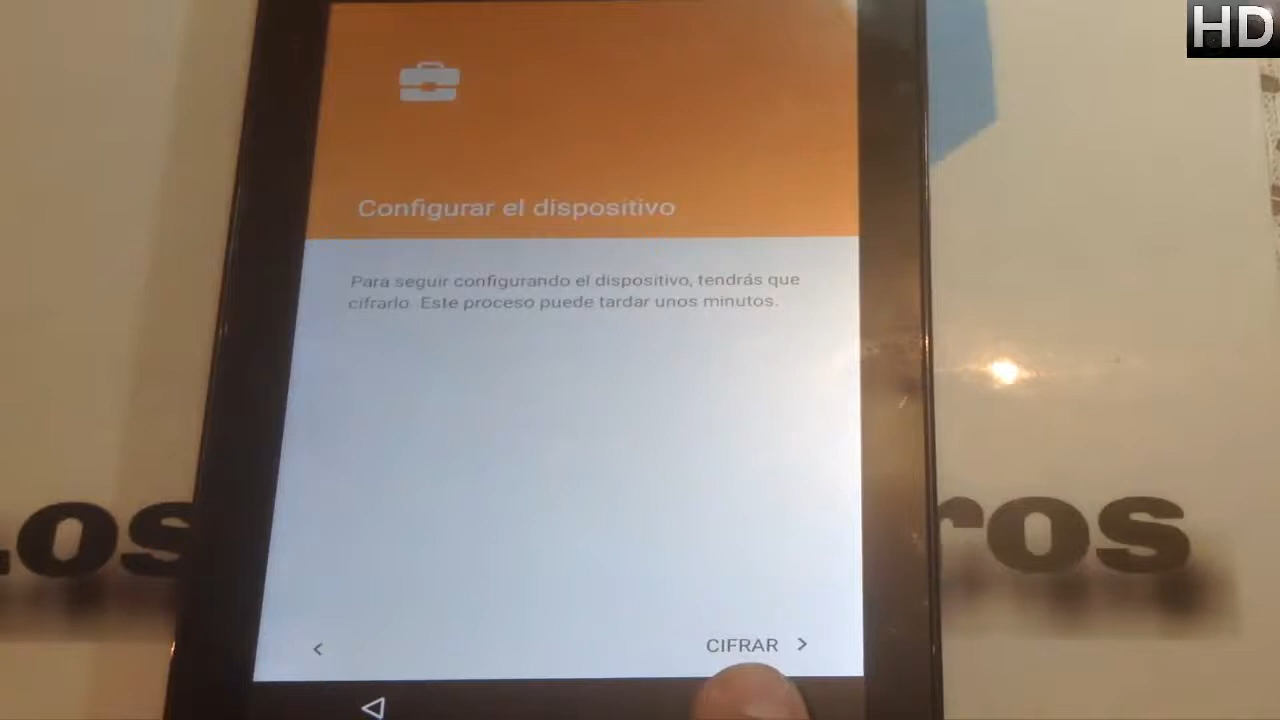 HD
Configurar el dispositivo
Para seguir configurando el dispositivo, tendrás que
cifrarlo. Este proceso puede tardar unos minutos.
Los
ros
CIFRAR